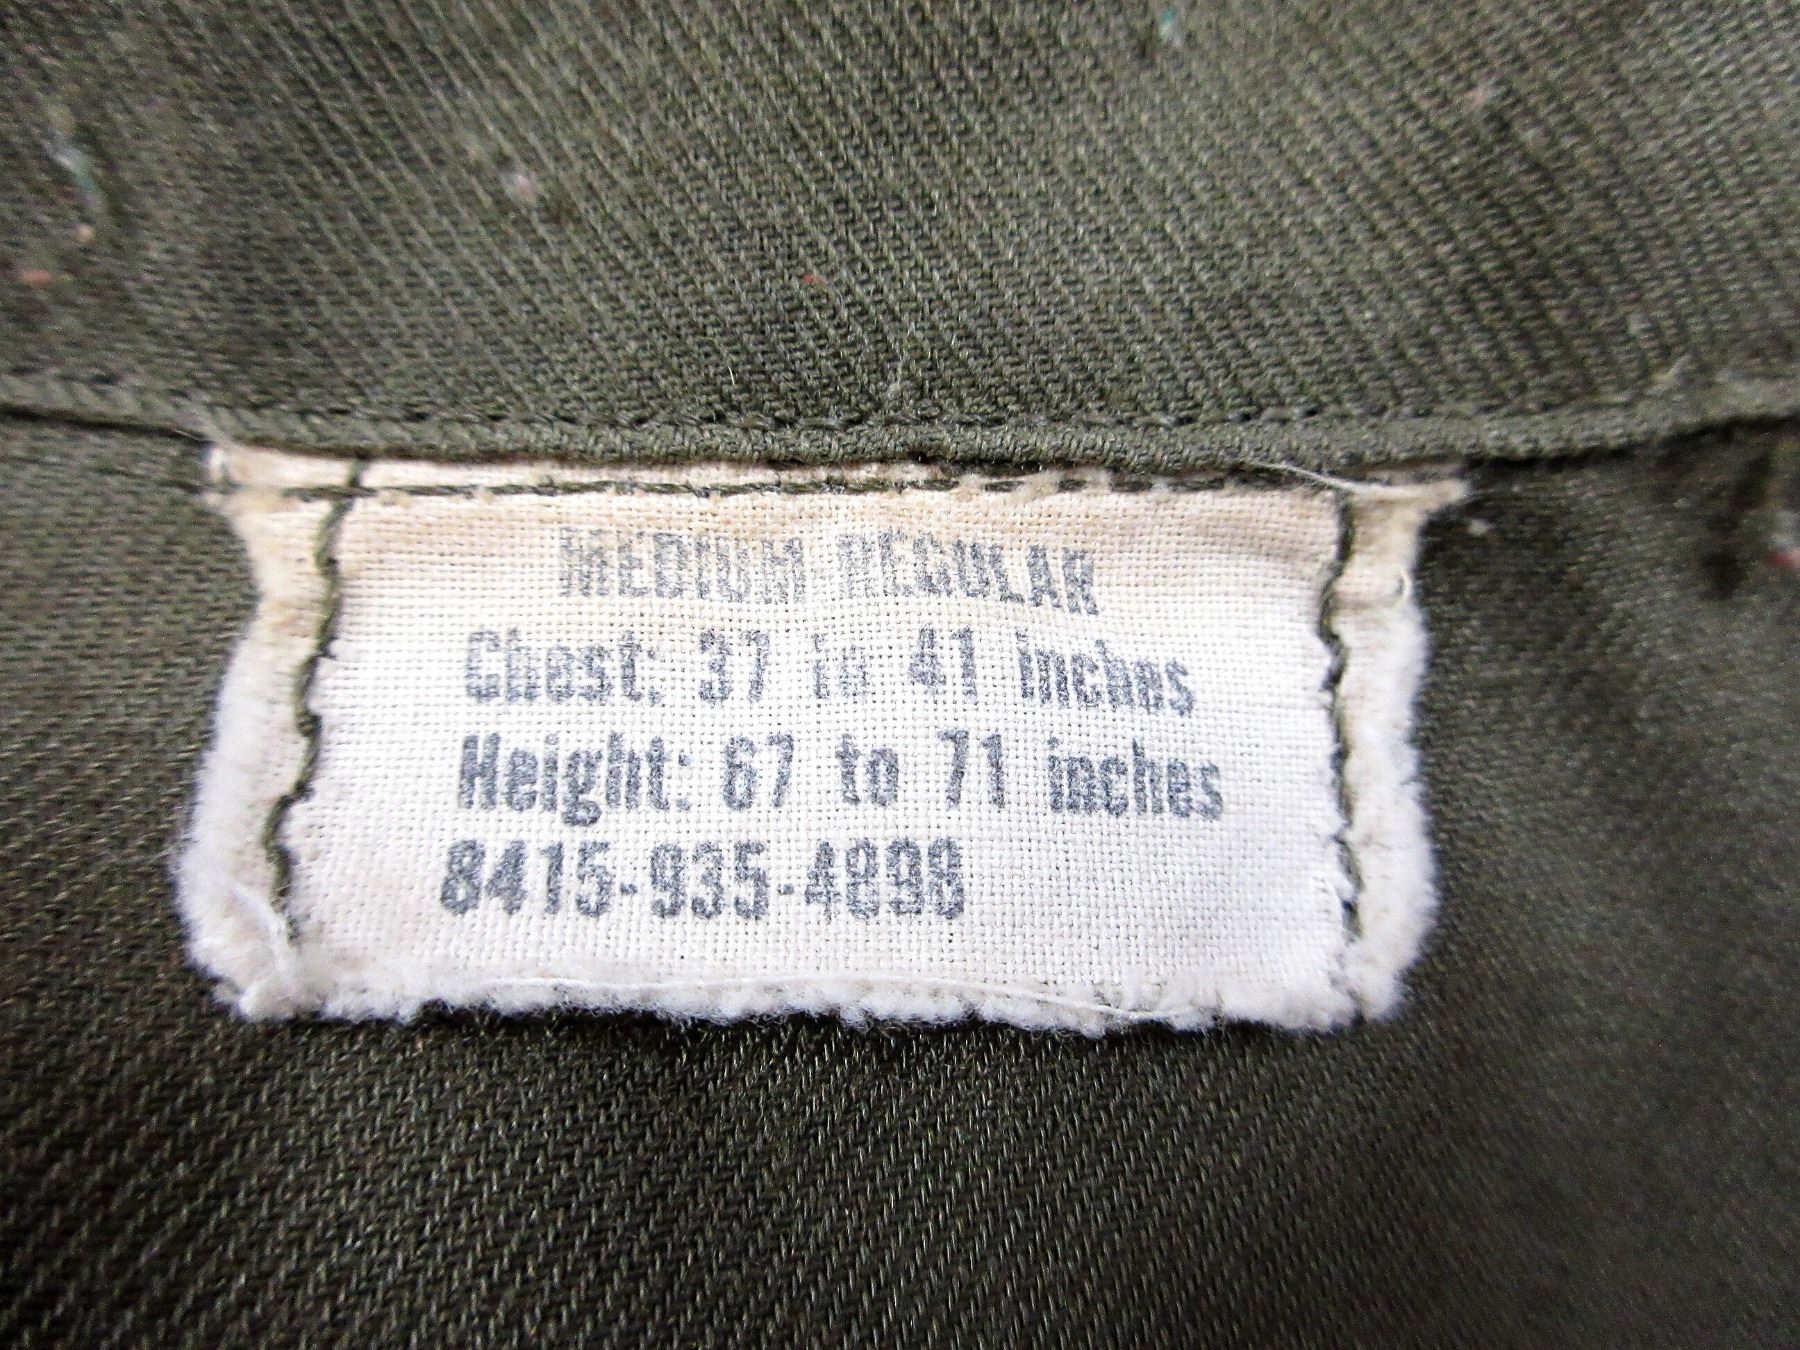 MEDIUM REGULAR
Chest: 37 to 41 inches
Height: 67 to 71 inches
8415-935-4898